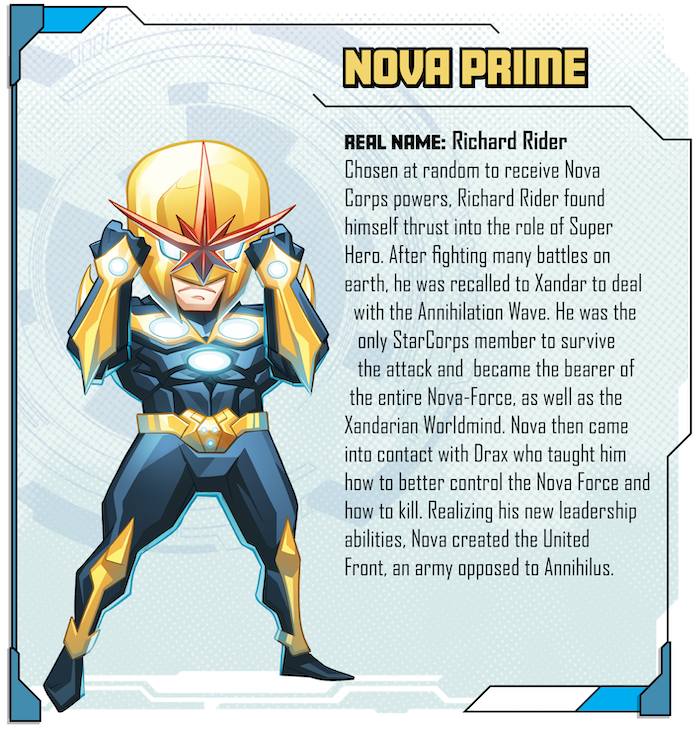 NOVA PRIME
REAL NAME: Richard Rider
Chosen at random to receive Nova
Corps powers, Richard Rider found
himself thrust into the role of Super
Hero. After fighting many battles on
earth, he was recalled to Xandar to deal
with the Annihilation Wave. He was the
only StarCorps member to survive
the attack and became the bearer of
the entire Nova-Force, as well as the
Xandarian Worldmind. Nova then came
into contact with Drax who taught him
how to better control the Nova Force and
how to kill. Realizing his new leadership
abilities, Nova created the United
Front, an army opposed to Annihilus.